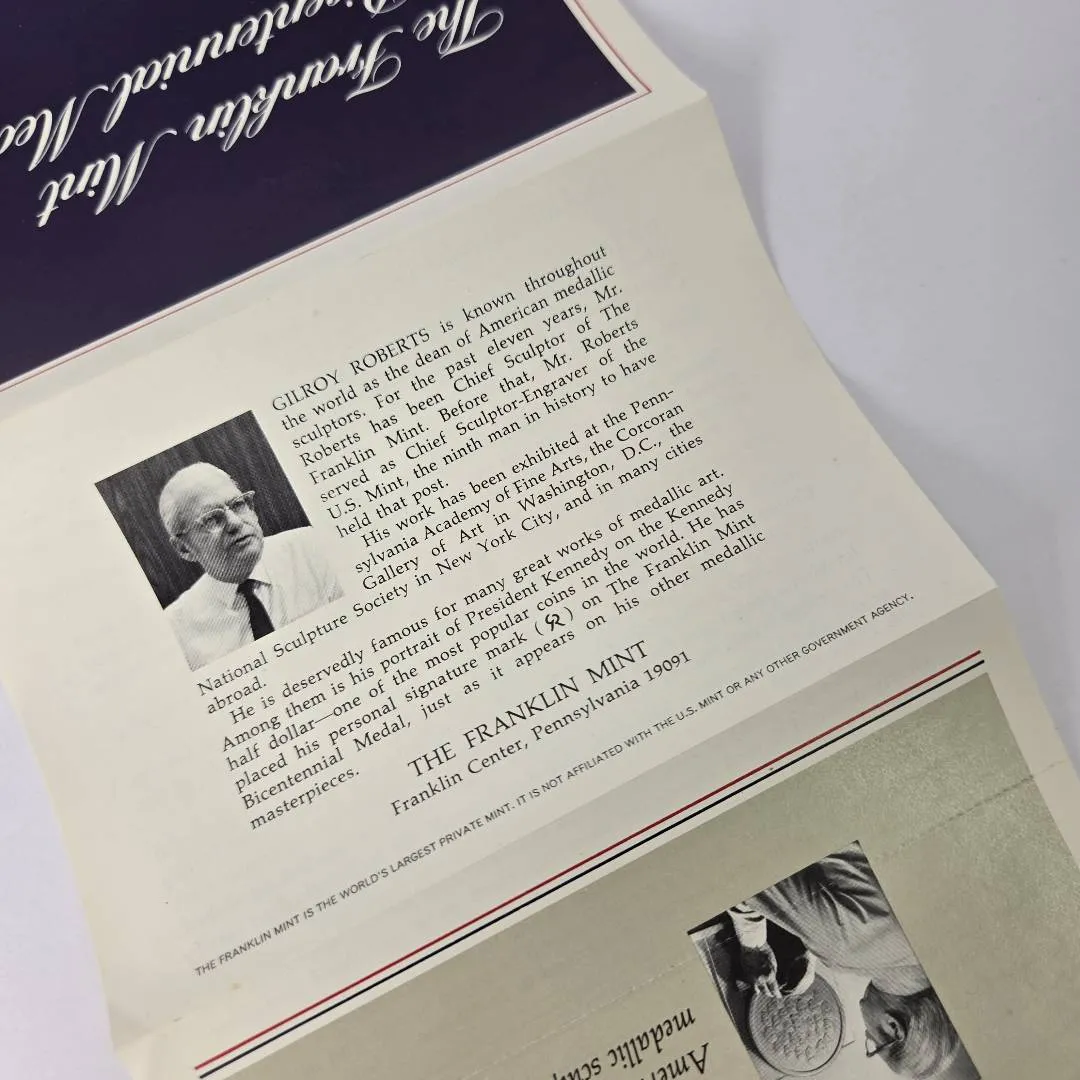 The Franklin Mint
Bicentennial
GILROY ROBERTS is known throughout
the world as the dean of American medallic
sculptors. For the past eleven years, Mr.
Roberts has been Chief Sculptor of The
Franklin Mint. Before that, Mr. Roberts
served as Chief Sculptor-Engraver of the
U.S. Mint, the ninth man in history to have
held that post.
His work has been exhibited at the Penn-
sylvania Academy of Fine Arts, the Corcoran
Gallery of Art in Washington, D.C., the
National Sculpture Society in New York City, and in many cities
abroad.
He is deservedly famous for many great works of medallic art.
Among them is his portrait of President Kennedy on the Kennedy
half dollar—one of the most popular coins in the world. He has
placed his personal signature mark (GR) on The Franklin Mint
Bicentennial Medal, just as it appears on his other medallic
masterpieces.
THE FRANKLIN MINT
Franklin Center, Pennsylvania 19091
THE FRANKLIN MINT IS THE WORLD'S LARGEST PRIVATE MINT. IT IS NOT AFFILIATED WITH THE U.S. MINT OR ANY OTHER GOVERNMENT AGENCY.
medallic